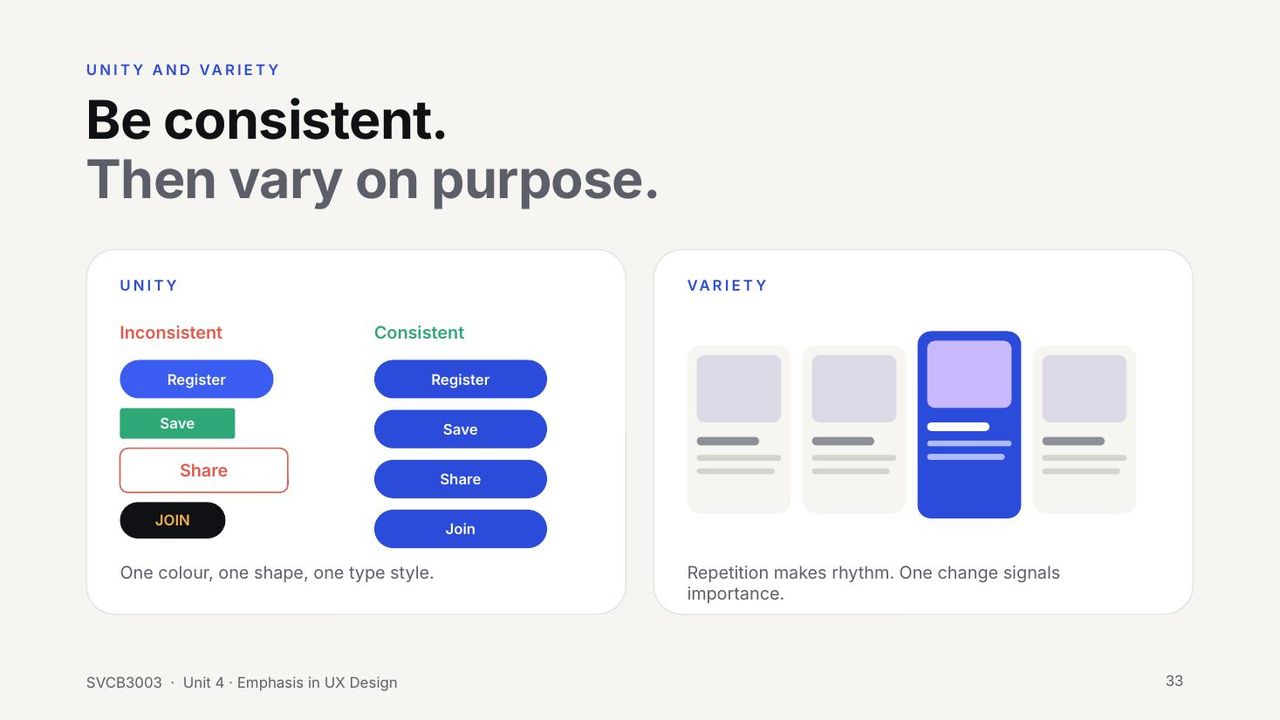 UNITY AND VARIETY
Be consistent.
Then vary on purpose.
UNITY
Inconsistent
Register
Save
Share
JOIN
Consistent
Register
Save
Share
Join
One colour, one shape, one type style.
VARIETY
Repetition makes rhythm. One change signals
importance.
SVCB3003 · Unit 4 · Emphasis in UX Design
33